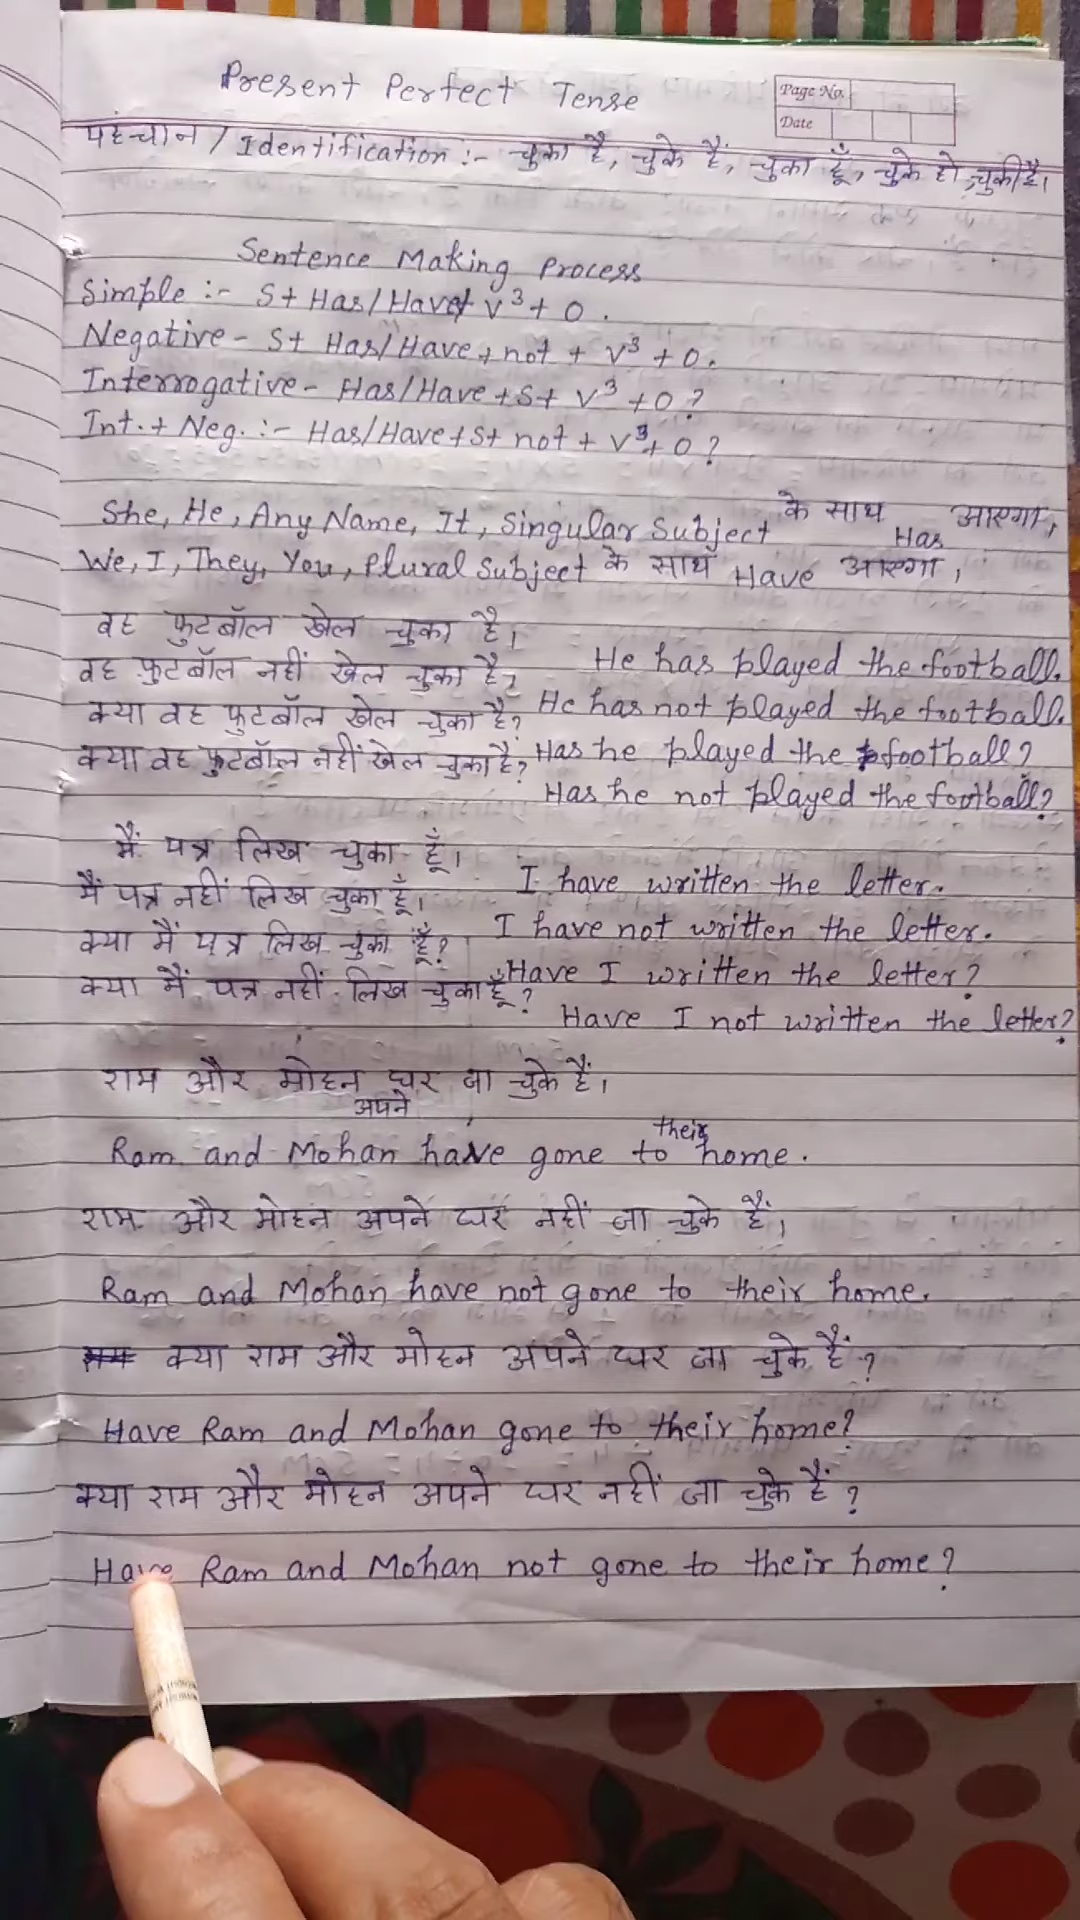 Present Perfect Tense
Page No.
Date
पहचान / Identification :- चुका है, चुके हैं, चुका हूँ, चुके हो, चुकी है।
Sentence Making Process
Simple :- S+ Has/Have+ V³ + O.
Negative - S+ Has/Have + not + V³ + O.
Interrogative - Has/Have + S + V³ + O ?
Int. + Neg. :- Has/Have + S + not + V³ + O ?
She, He, Any Name, It, Singular Subject के साथ Has आएगा,
We, I, They, You, Plural Subject के साथ Have आएगा,
वह फुटबॉल खेल चुका है।
वह फुटबॉल नहीं खेल चुका है,
क्या वह फुटबॉल खेल चुका है?
क्या वह फुटबॉल नहीं खेल चुका है?
He has played the football.
He has not played the football.
Has he played the football?
Has he not played the football?
मैं पत्र लिख चुका हूँ।
मैं पत्र नहीं लिख चुका हूँ।
क्या मैं पत्र लिख चुका हूँ?
क्या मैं पत्र नहीं लिख चुका हूँ?
I have written the letter.
I have not written the letter.
Have I written the letter?
Have I not written the letter?
राम और मोहन अपने घर जा चुके हैं।
Ram and Mohan have gone to their home.
राम और मोहन अपने घर नहीं जा चुके हैं,
Ram and Mohan have not gone to their home.
क्या राम और मोहन अपने घर जा चुके हैं?
Have Ram and Mohan gone to their home?
क्या राम और मोहन अपने घर नहीं जा चुके हैं?
Have Ram and Mohan not gone to their home?